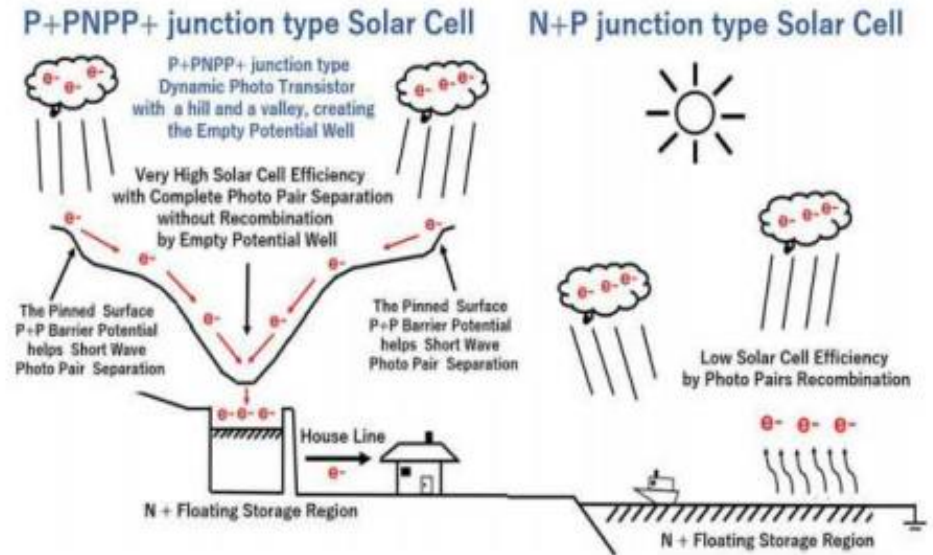 P+PNPP+ junction type Solar Cell
N+P junction type Solar Cell
P+PNPP+ junction type
Dynamic Photo Transistor
with a hill and a valley, creating
the Empty Potential Well
e- e- e-
e- e- e-
Very High Solar Cell Efficiency
with Complete Photo Pair Separation
without Recombination
by Empty Potential Well
e-
e-
e-
e-
e-
e-
The Pinned Surface
P+P Barrier Potential
helps Short Wave
Photo Pair Separation
The Pinned Surface
P+P Barrier Potential
helps Short Wave
Photo Pair Separation
e- e- e-
House Line
e-
N + Floating Storage Region
e- e- e-
e- e- e-
Low Solar Cell Efficiency
by Photo Pairs Recombination
e- e- e-
N + Floating Storage Region